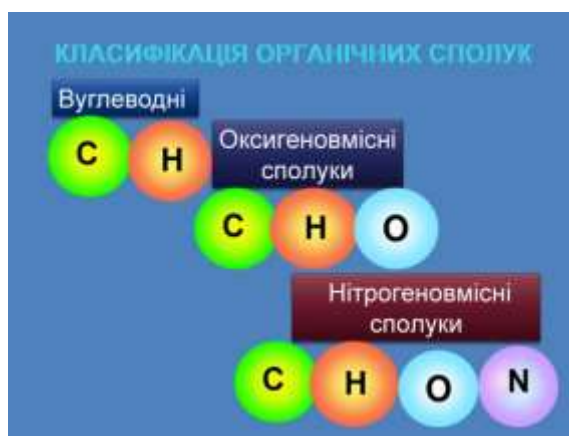 КЛАСИФІКАЦІЯ ОРГАНІЧНИХ СПОЛУК
Вуглеводні
C H
Оксигеновмісні
сполуки
C H O
Нітрогеновмісні
сполуки
C H O N